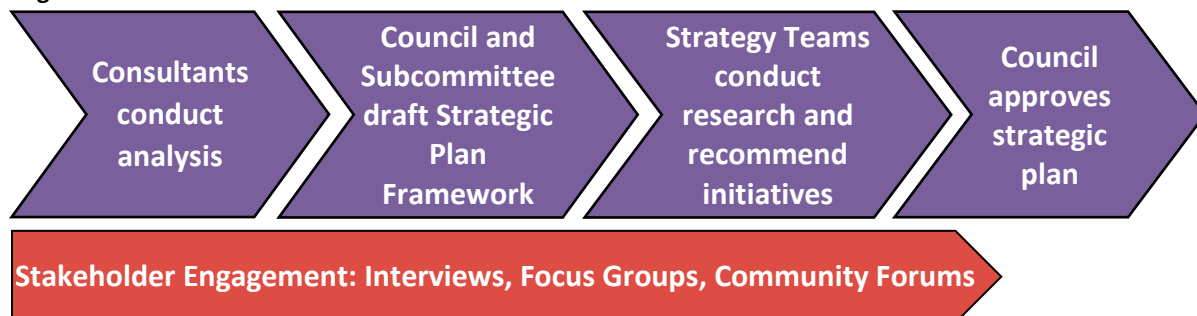 Consultants
conduct
analysis
Council and
Subcommittee
draft Strategic
Plan
Framework
Strategy Teams
conduct
research and
recommend
initiatives
Council
approves
strategic
plan
Stakeholder Engagement: Interviews, Focus Groups, Community Forums